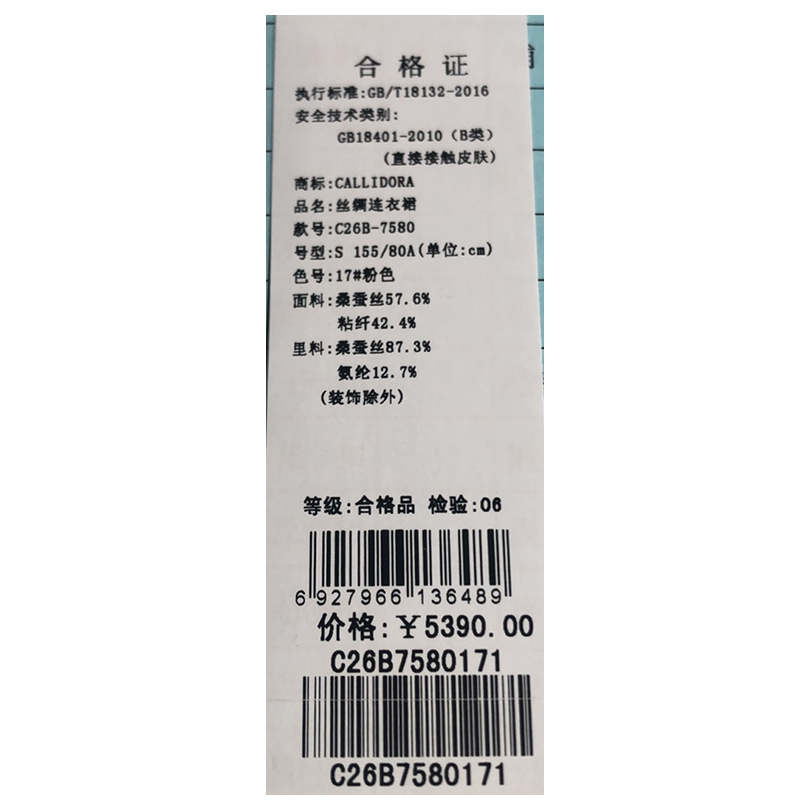 合格证
执行标准:GB/T18132-2016
安全技术类别:
GB18401-2010（B类）
(直接接触皮肤)
商标:CALLIDORA
品名:丝绸连衣裙
款号:C26B-7580
号型:S 155/80A(单位:cm)
色号:17#粉色
面料:桑蚕丝57.6%
粘纤42.4%
里料:桑蚕丝87.3%
氨纶12.7%
(装饰除外)
等级:合格品 检验:06
6 927966 136489
价格:￥5390.00
C26B7580171
C26B7580171